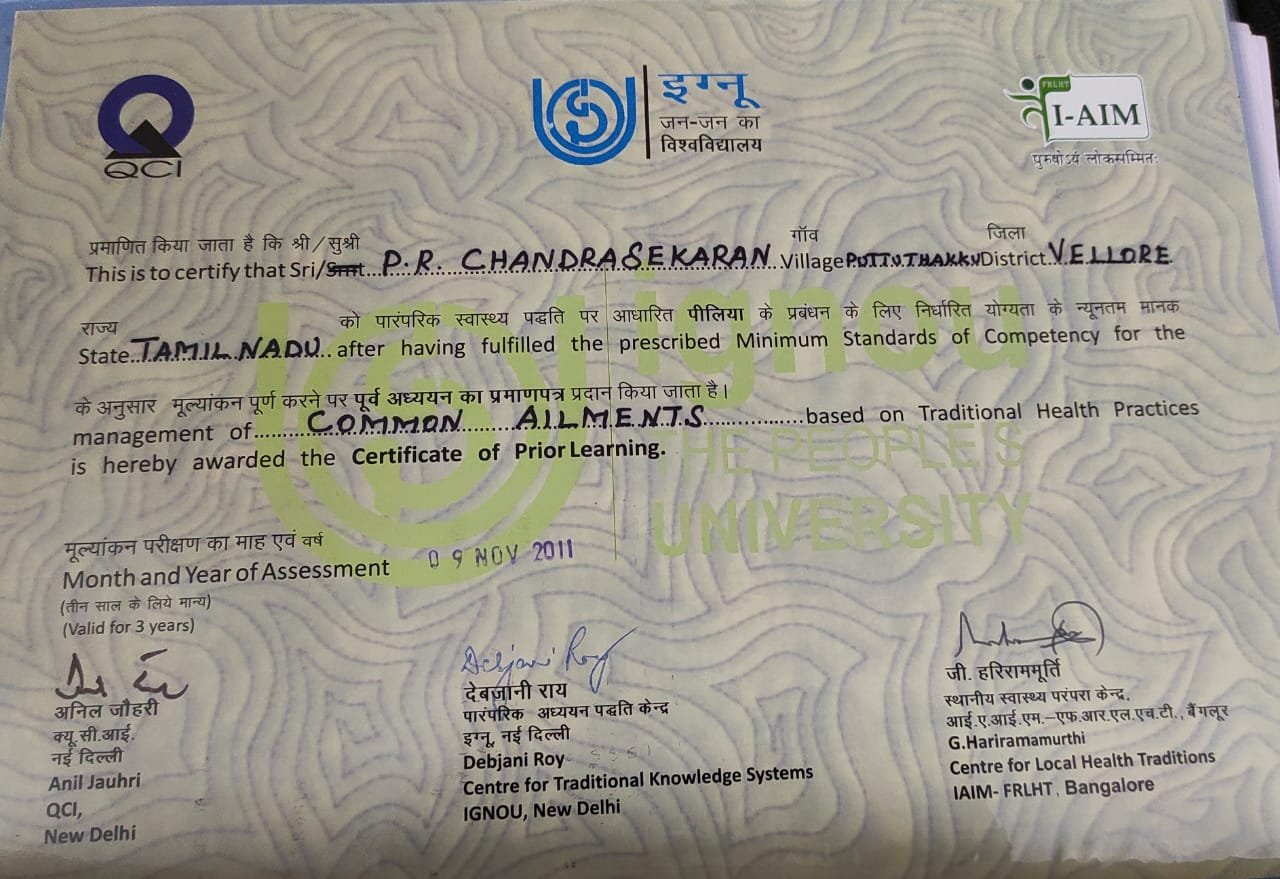 QCI
इग्नू
जन-जन का
विश्वविद्यालय
FRLHT
I-AIM
पुरुषोऽयं लोकसम्मितः
प्रमाणित किया जाता है कि श्री/सुश्री गाँव जिला
This is to certify that Sri/Smt...P.R. CHANDRASEKARAN Village PUTTUTHAKKU District VELLORE
राज्य को पारंपरिक स्वास्थ्य पद्धति पर आधारित पीलिया के प्रबंधन के लिए निर्धारित योग्यता के न्यूनतम मानक
State..TAMIL NADU.. after having fulfilled the prescribed Minimum Standards of Competency for the
के अनुसार मूल्यांकन पूर्ण करने पर पूर्व अध्ययन का प्रमाणपत्र प्रदान किया जाता है।
management of..........COMMON AILMENTS................based on Traditional Health Practices
is hereby awarded the Certificate of Prior Learning.
ignou
THE PEOPLE'S
UNIVERSITY
मूल्यांकन परीक्षण का माह एवं वर्ष
Month and Year of Assessment 09 NOV 2011
(तीन साल के लिये मान्य)
(Valid for 3 years)
अनिल जौहरी
क्यू.सी.आई.
नई दिल्ली
Anil Jauhri
QCI,
New Delhi
Debjani Roy
देबजानी राय
पारंपरिक अध्ययन पद्धति केन्द्र
इग्नू, नई दिल्ली
Debjani Roy
Centre for Traditional Knowledge Systems
IGNOU, New Delhi
जी. हरिराममूर्ति
स्थानीय स्वास्थ्य परंपरा केन्द्र,
आई.ए.आई.एम.–एफ.आर.एल.एच.टी., बैंगलूर
G.Hariramamurthi
Centre for Local Health Traditions
IAIM- FRLHT, Bangalore